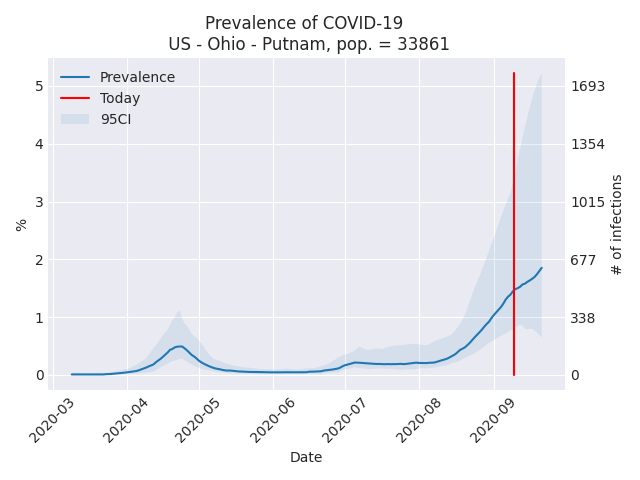 Prevalence of COVID-19
US - Ohio - Putnam, pop. = 33861
Prevalence
Today
95CI
5
4
3
2
1
0
%
1693
1354
1015
677
338
0
# of infections
2020-03
2020-04
2020-05
2020-06
2020-07
2020-08
2020-09
Date